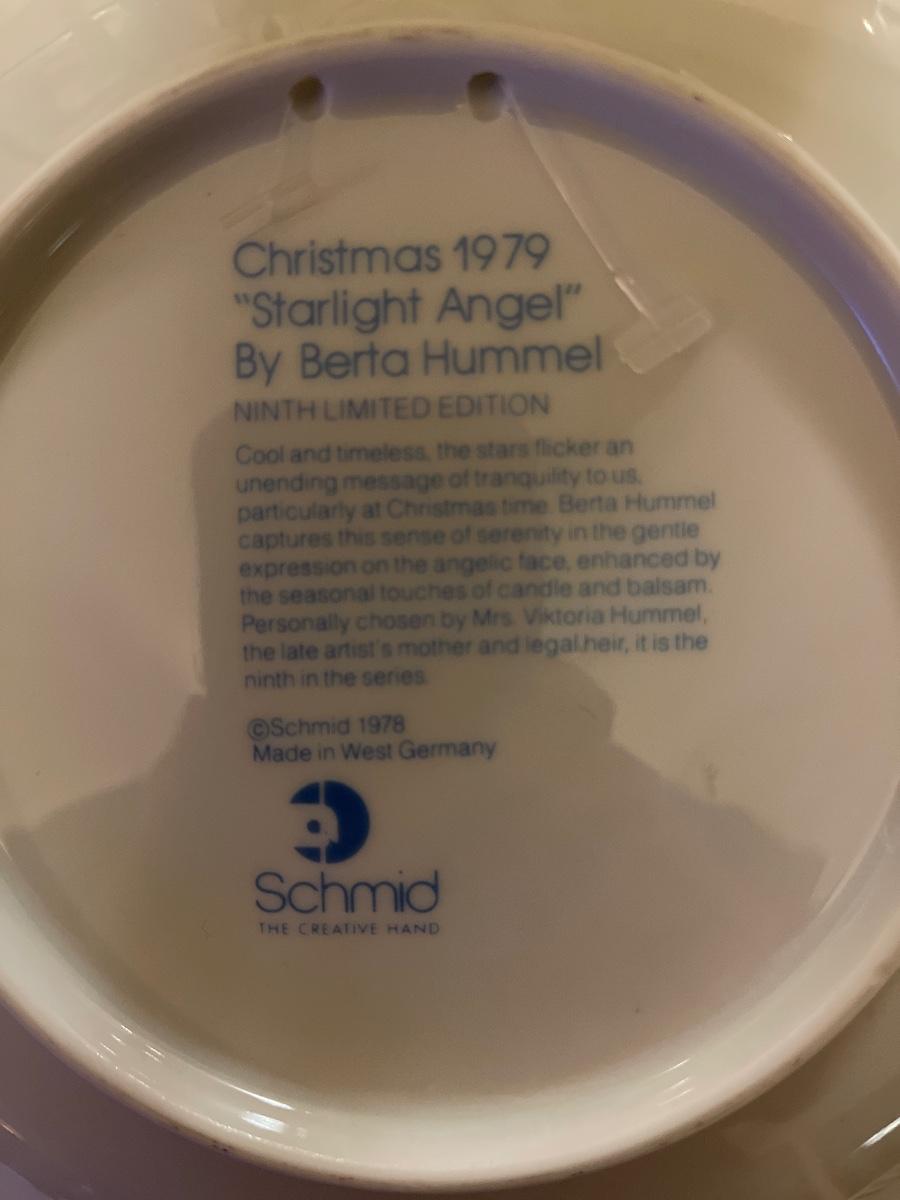 Christmas 1979
"Starlight Angel"
By Berta Hummel
NINTH LIMITED EDITION
Cool and timeless, the stars flicker an
unending message of tranquility to us,
particularly at Christmas time. Berta Hummel
captures this sense of serenity in the gentle
expression on the angelic face, enhanced by
the seasonal touches of candle and balsam.
Personally chosen by Mrs. Viktoria Hummel,
the late artist's mother and legal heir, it is the
ninth in the series.
©Schmid 1978
Made in West Germany
Schmid
THE CREATIVE HAND